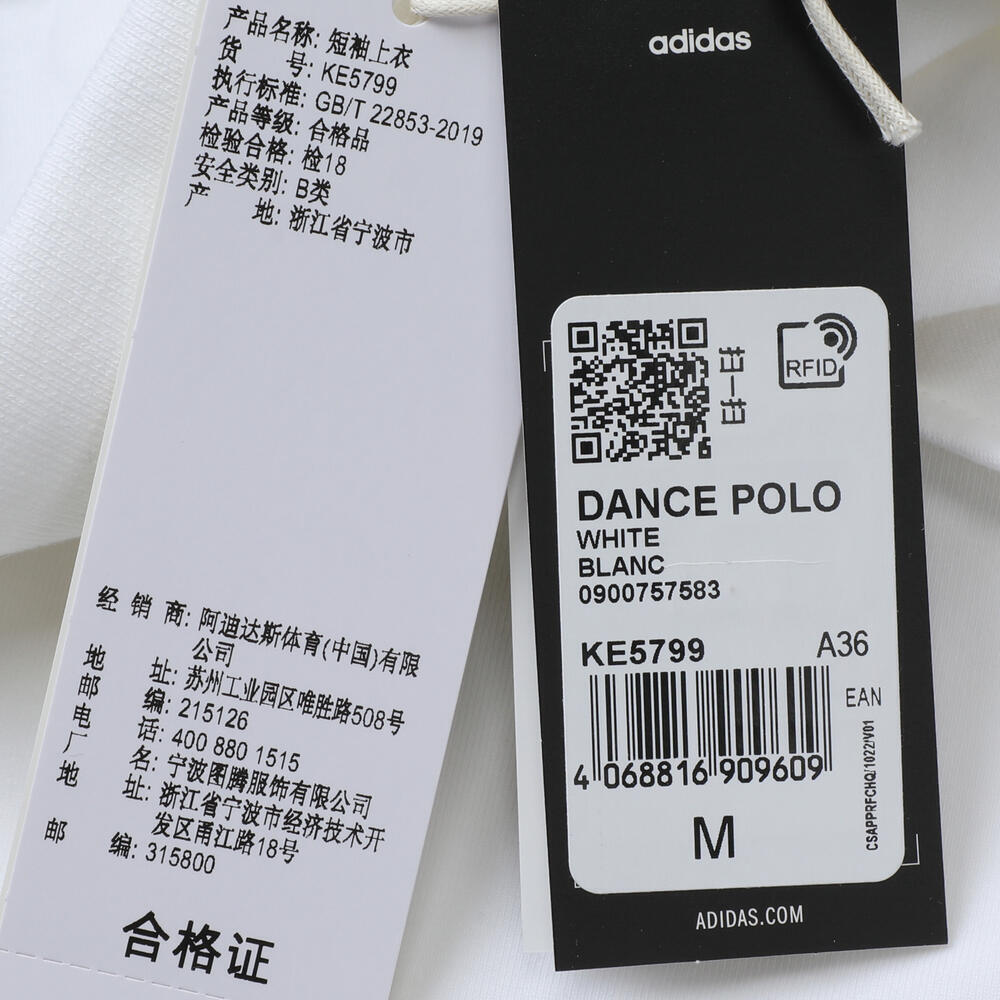 产品名称: 短袖上衣
货 号: KE5799
执行标准: GB/T 22853-2019
产品等级: 合格品
检验合格: 检18
安全类别: B类
产 地: 浙江省宁波市
经 销 商: 阿迪达斯体育(中国)有限
公司
地 址: 苏州工业园区唯胜路508号
邮 编: 215126
电 话: 400 880 1515
厂 名: 宁波图腾服饰有限公司
地 址: 浙江省宁波市经济技术开
发区甬江路18号
邮 编: 315800
合格证
adidas
RFID
DANCE POLO
WHITE
BLANC
0900757583
KE5799 A36
EAN
4 068816 909609
CSAPPRFCHQ/1022/V01
M
ADIDAS.COM